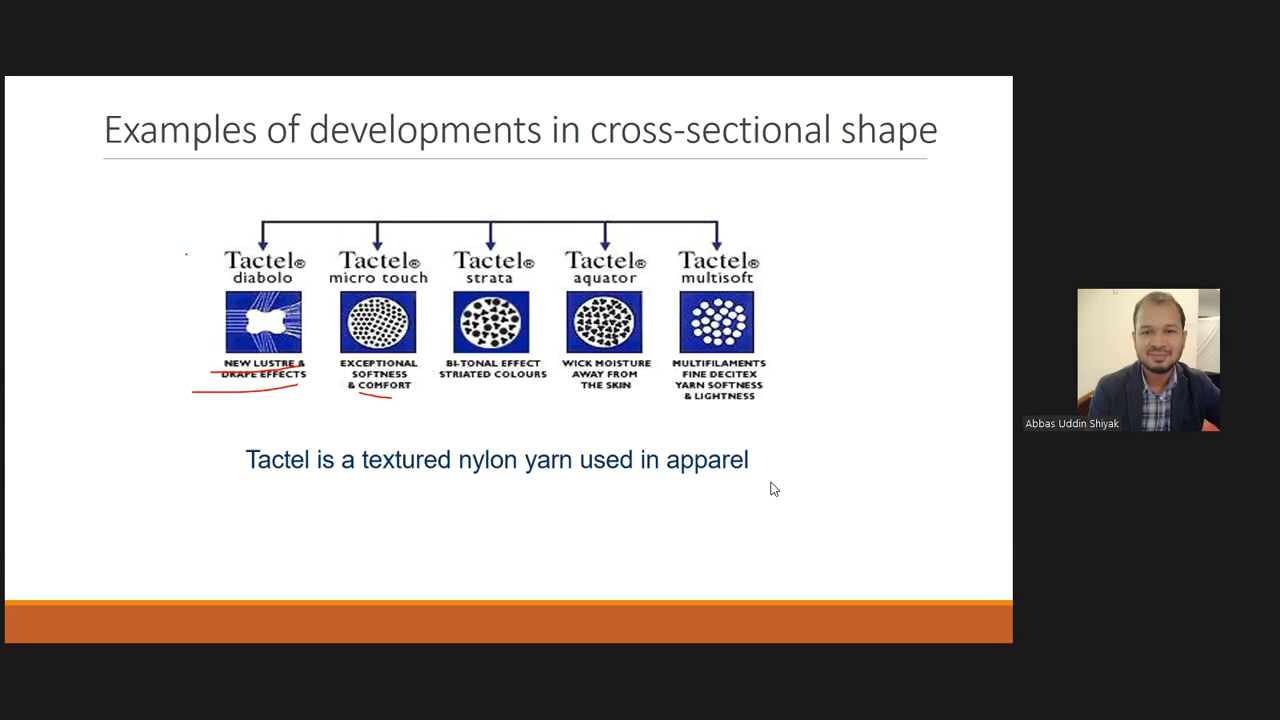 Examples of developments in cross-sectional shape
Tactel® Tactel® Tactel® Tactel® Tactel®
diabolo micro touch strata aquator multisoft
NEW LUSTRE & DRAPE EFFECTS
EXCEPTIONAL
SOFTNESS
& COMFORT
BI-TONAL EFFECT
STRIATED COLOURS
WICK MOISTURE
AWAY FROM
THE SKIN
MULTIFILAMENTS
FINE DECITEX
YARN SOFTNESS
& LIGHTNESS
Tactel is a textured nylon yarn used in apparel
Abbas Uddin Shiyak